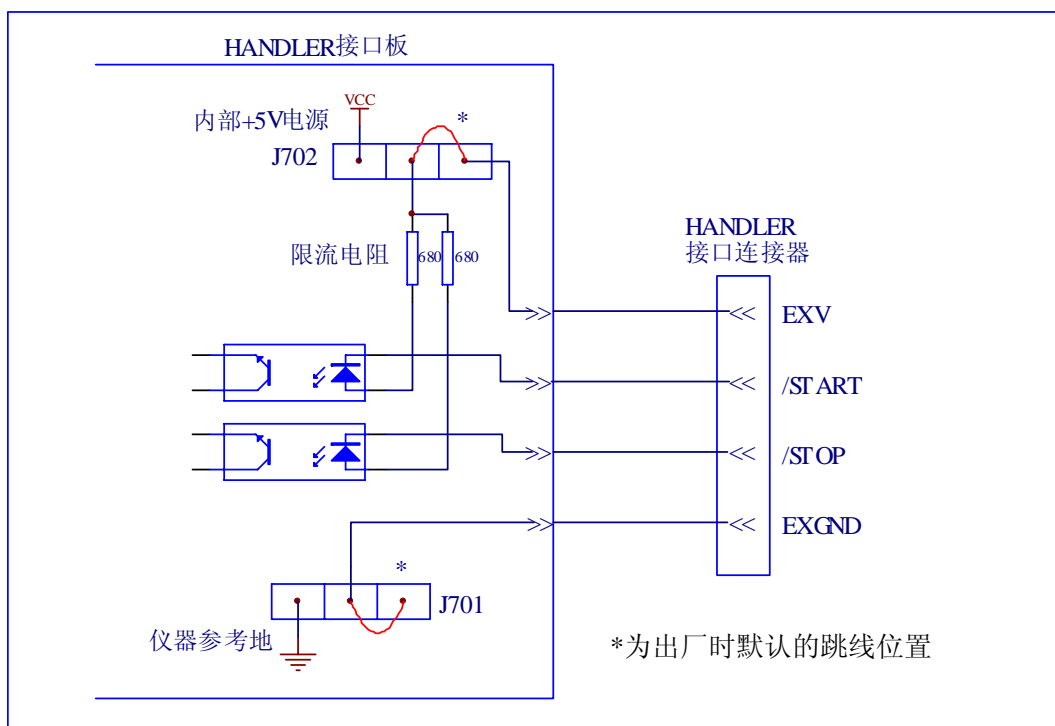 HANDLER接口板
VCC
内部+5V电源
*
J702
限流电阻
680
680
HANDLER
接口连接器
>>
<<
EXV
>>
<<
/START
>>
<<
/STOP
>>
<<
EXGND
*
J701
仪器参考地
*为出厂时默认的跳线位置